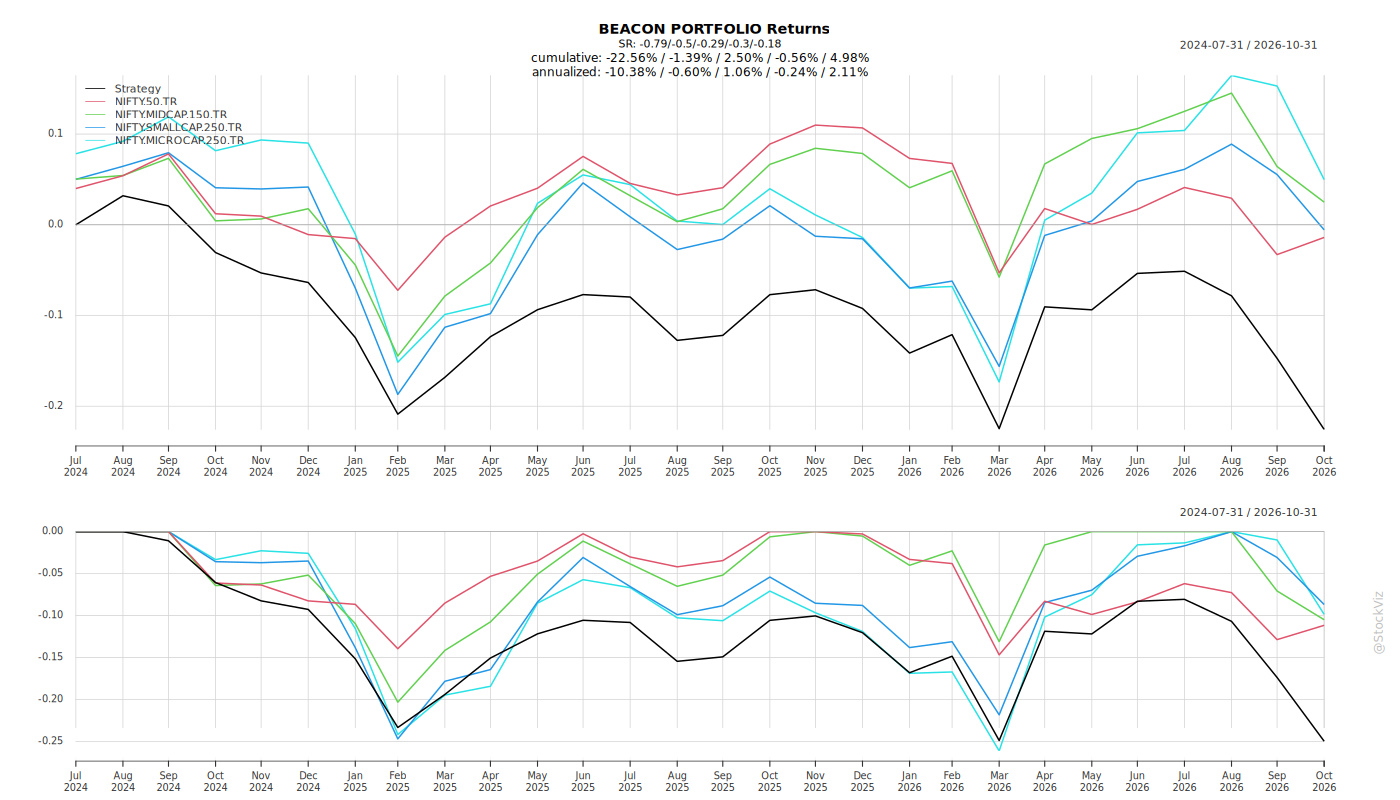 BEACON PORTFOLIO Returns
SR: -0.79/-0.5/-0.29/-0.3/-0.18
2024-07-31 / 2026-10-31
cumulative: -22.56% / -1.39% / 2.50% / -0.56% / 4.98%
annualized: -10.38% / -0.60% / 1.06% / -0.24% / 2.11%
Strategy
NIFTY.50.TR
NIFTY.MIDCAP.150.TR
NIFTY.SMALLCAP.250.TR
NIFTY.MICROCAP.250.TR
0.1
0.0
-0.1
-0.2
Jul Aug Sep Oct Nov Dec Jan Feb Mar Apr May Jun Jul Aug Sep Oct Nov Dec Jan Feb Mar Apr May Jun Jul Aug Sep Oct
2024 2024 2024 2024 2024 2024 2025 2025 2025 2025 2025 2025 2025 2025 2025 2025 2025 2025 2026 2026 2026 2026 2026 2026 2026 2026 2026 2026
2024-07-31 / 2026-10-31
0.00
-0.05
-0.10
-0.15
-0.20
-0.25
Jul Aug Sep Oct Nov Dec Jan Feb Mar Apr May Jun Jul Aug Sep Oct Nov Dec Jan Feb Mar Apr May Jun Jul Aug Sep Oct
2024 2024 2024 2024 2024 2024 2025 2025 2025 2025 2025 2025 2025 2025 2025 2025 2025 2025 2026 2026 2026 2026 2026 2026 2026 2026 2026 2026
@StockViz